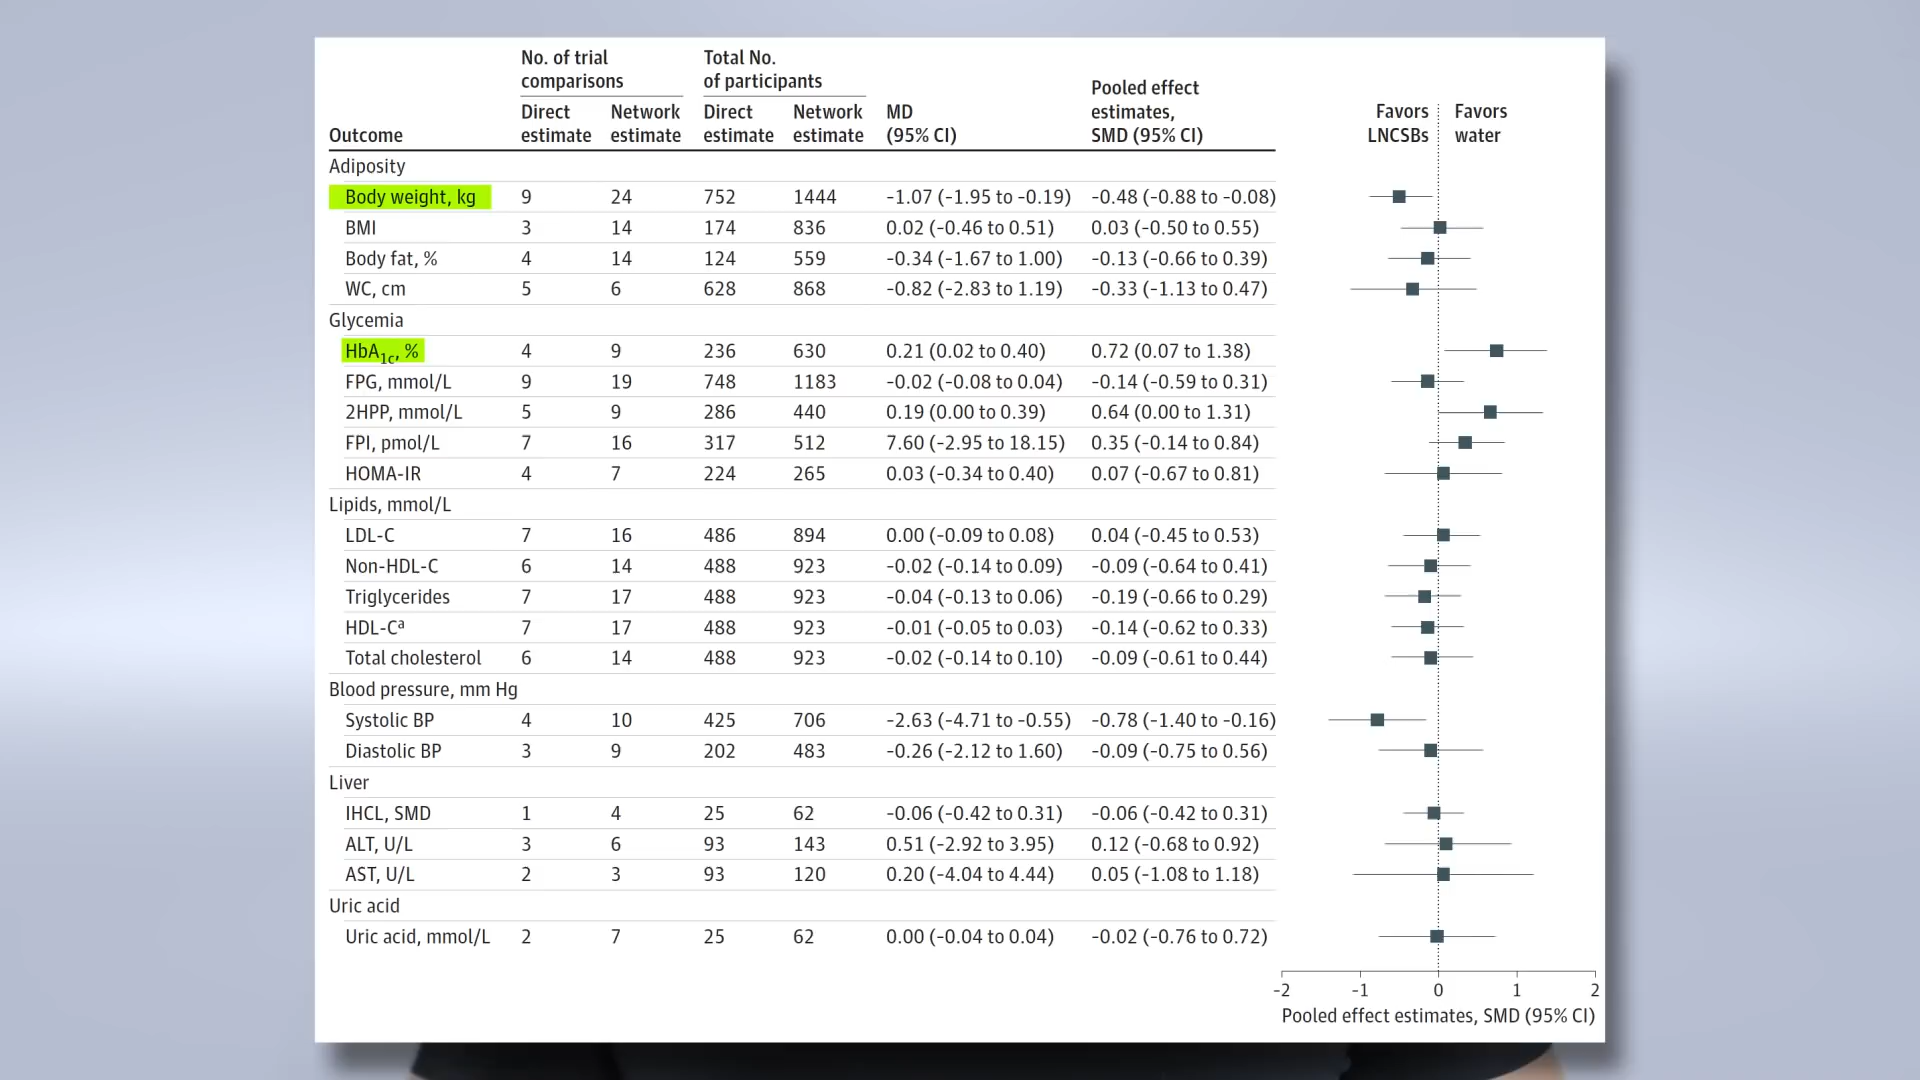 No. of trial comparisons
Total No. of participants
Direct estimate
Network estimate
Direct estimate
Network estimate
MD (95% CI)
Pooled effect estimates, SMD (95% CI)
Favors LNCSBs
Favors water
Outcome
Adiposity
Body weight, kg 9 24 752 1444 -1.07 (-1.95 to -0.19) -0.48 (-0.88 to -0.08)
BMI 3 14 174 836 0.02 (-0.46 to 0.51) 0.03 (-0.50 to 0.55)
Body fat, % 4 14 124 559 -0.34 (-1.67 to 1.00) -0.13 (-0.66 to 0.39)
WC, cm 5 6 628 868 -0.82 (-2.83 to 1.19) -0.33 (-1.13 to 0.47)
Glycemia
HbA1c, % 4 9 236 630 0.21 (0.02 to 0.40) 0.72 (0.07 to 1.38)
FPG, mmol/L 9 19 748 1183 -0.02 (-0.08 to 0.04) -0.14 (-0.59 to 0.31)
2HPP, mmol/L 5 9 286 440 0.19 (0.00 to 0.39) 0.64 (0.00 to 1.31)
FPI, pmol/L 7 16 317 512 7.60 (-2.95 to 18.15) 0.35 (-0.14 to 0.84)
HOMA-IR 4 7 224 265 0.03 (-0.34 to 0.40) 0.07 (-0.67 to 0.81)
Lipids, mmol/L
LDL-C 7 16 486 894 0.00 (-0.09 to 0.08) 0.04 (-0.45 to 0.53)
Non-HDL-C 6 14 488 923 -0.02 (-0.14 to 0.09) -0.09 (-0.64 to 0.41)
Triglycerides 7 17 488 923 -0.04 (-0.13 to 0.06) -0.19 (-0.66 to 0.29)
HDL-Cᵃ 7 17 488 923 -0.01 (-0.05 to 0.03) -0.14 (-0.62 to 0.33)
Total cholesterol 6 14 488 923 -0.02 (-0.14 to 0.10) -0.09 (-0.61 to 0.44)
Blood pressure, mm Hg
Systolic BP 4 10 425 706 -2.63 (-4.71 to -0.55) -0.78 (-1.40 to -0.16)
Diastolic BP 3 9 202 483 -0.26 (-2.12 to 1.60) -0.09 (-0.75 to 0.56)
Liver
IHCL, SMD 1 4 25 62 -0.06 (-0.42 to 0.31) -0.06 (-0.42 to 0.31)
ALT, U/L 3 6 93 143 0.51 (-2.92 to 3.95) 0.12 (-0.68 to 0.92)
AST, U/L 2 3 93 120 0.20 (-4.04 to 4.44) 0.05 (-1.08 to 1.18)
Uric acid
Uric acid, mmol/L 2 7 25 62 0.00 (-0.04 to 0.04) -0.02 (-0.76 to 0.72)
-2 -1 0 1 2
Pooled effect estimates, SMD (95% CI)